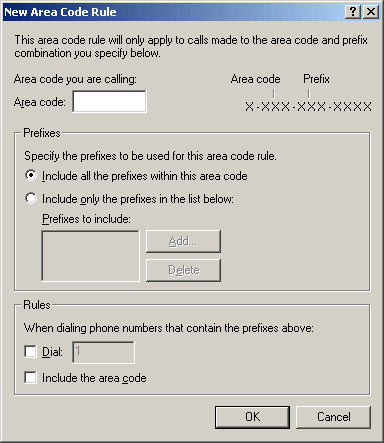 New Area Code Rule
This area code rule will only apply to calls made to the area code and prefix
combination you specify below.
Area code you are calling:
Area code Prefix
Area code:
X-XXX-XXX-XXXX
Prefixes
Specify the prefixes to be used for this area code rule.
Include all the prefixes within this area code
Include only the prefixes in the list below:
Prefixes to include:
Add...
Delete
Rules
When dialing phone numbers that contain the prefixes above:
Dial: 1
Include the area code
OK Cancel